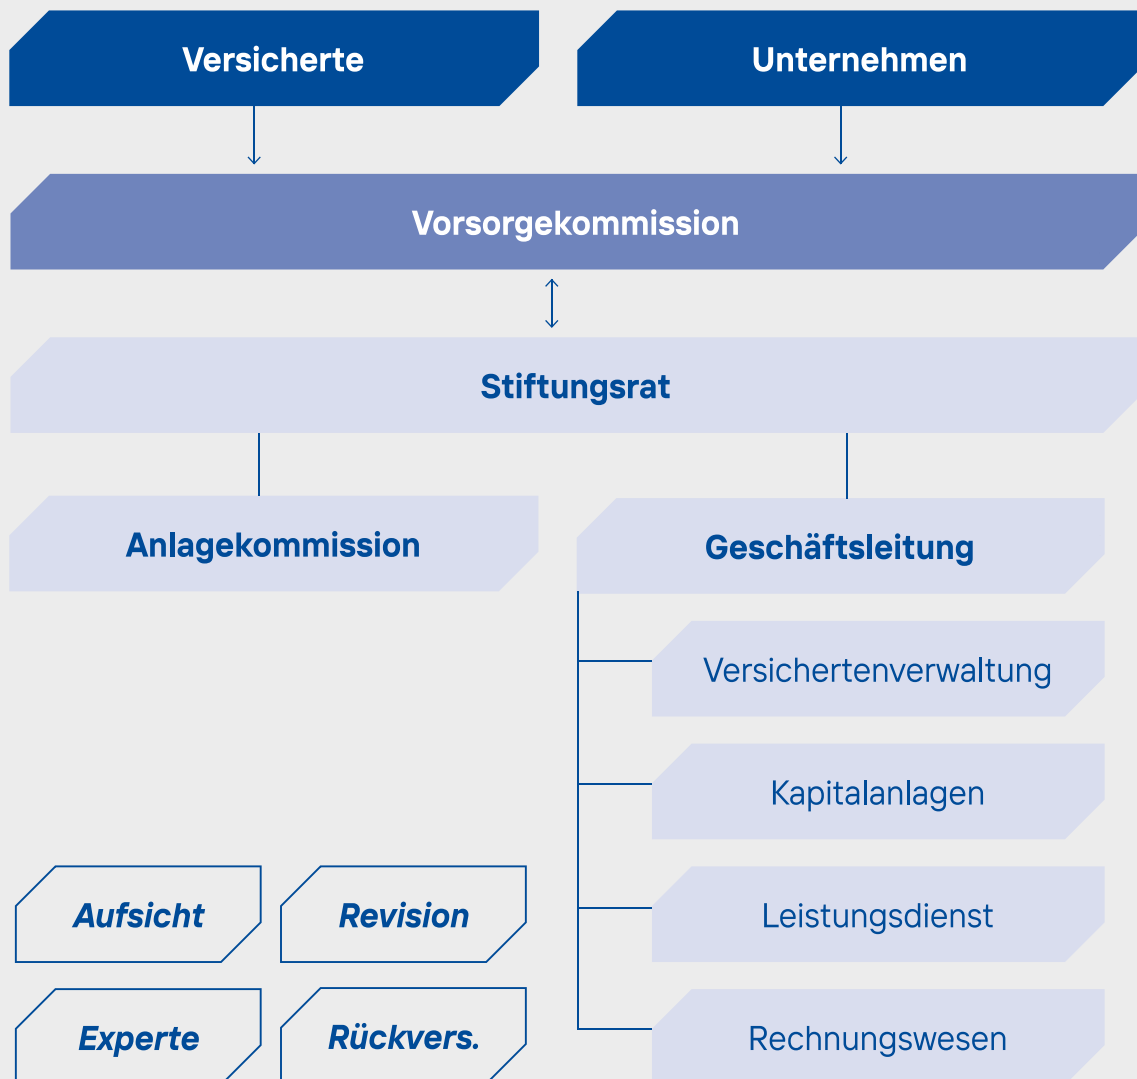 Versicherte
Unternehmen
Vorsorgekommission
Stiftungsrat
Anlagekommission
Geschäftsleitung
Versichertenverwaltung
Kapitalanlagen
Aufsicht
Revision
Leistungsdienst
Experte
Rückvers.
Rechnungswesen